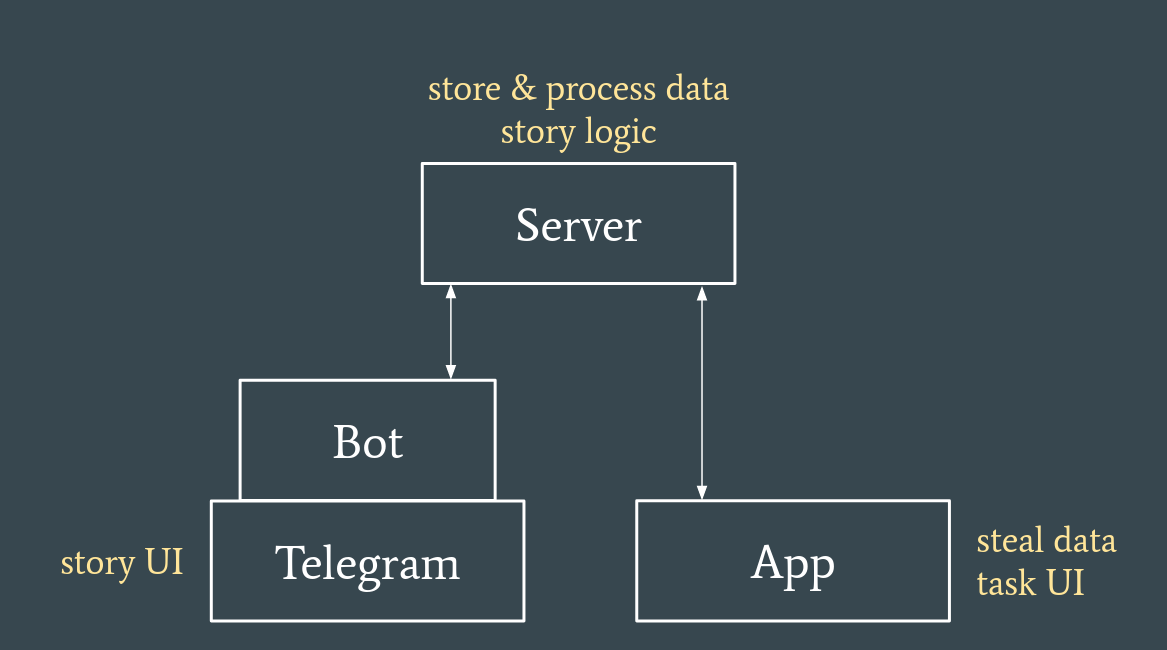 store & process data
story logic
Server
Bot
story UI
Telegram
App
steal data
task UI